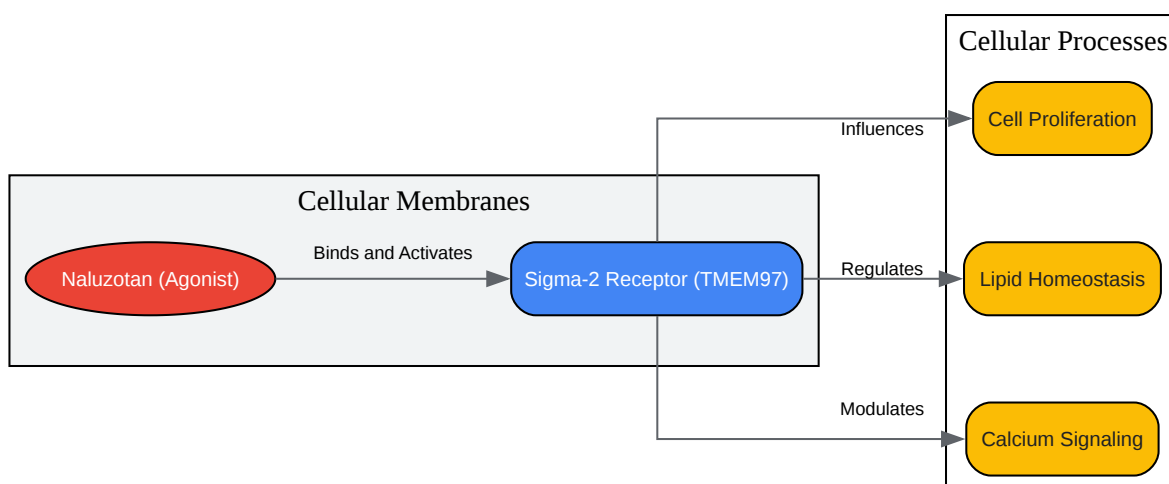 Cellular Processes
Cell Proliferation
Influences
Cellular Membranes
Binds and Activates
Naluzotan (Agonist)
Sigma-2 Receptor (TMEM97)
Regulates
Lipid Homeostasis
Modulates
Calcium Signaling